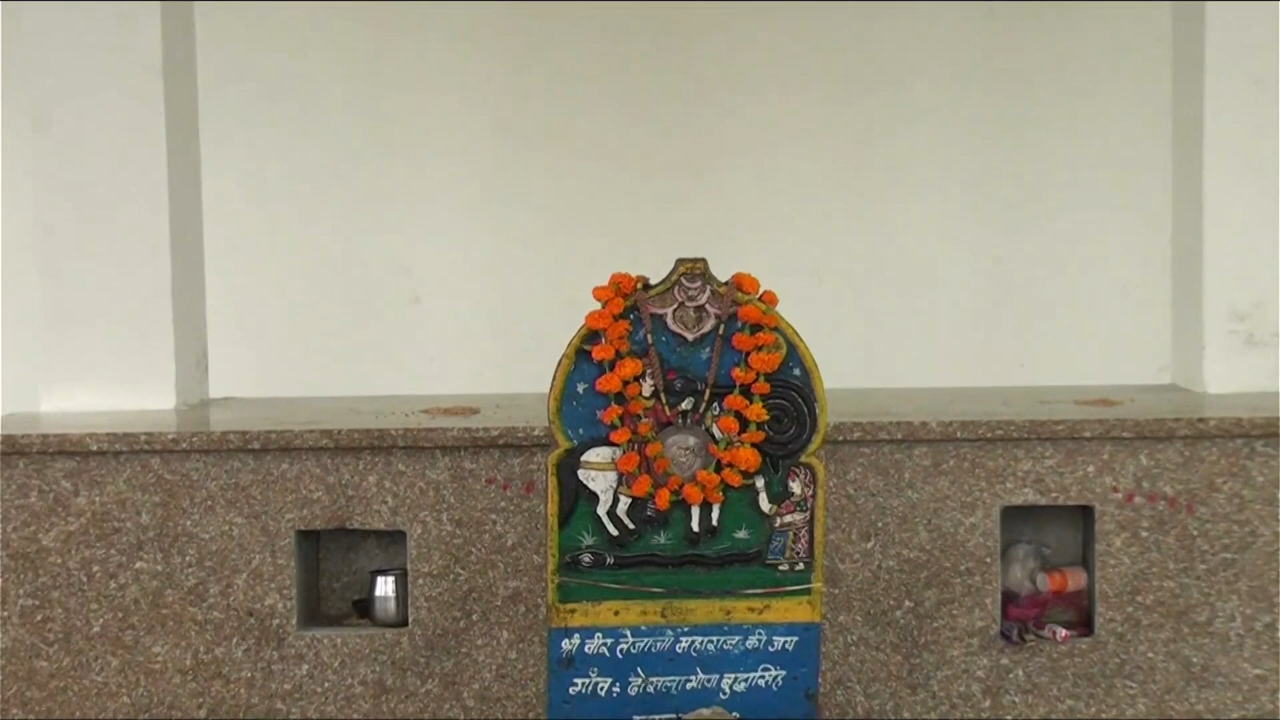 श्री वीर तेजाजी महाराज की जय
गाँव: ढोसला भोपा बुद्धासिंह